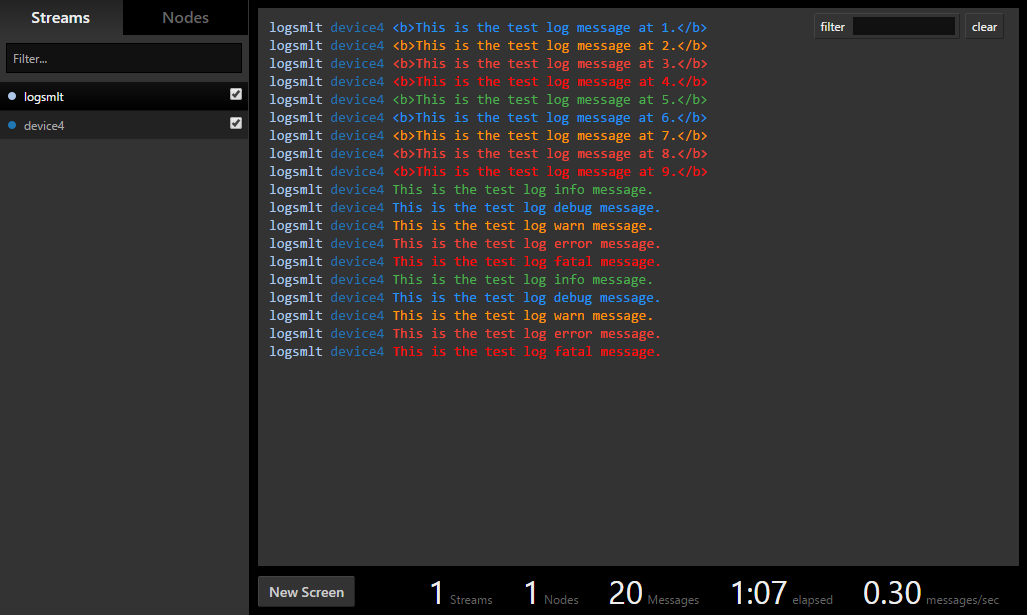 Streams Nodes
Filter...
logsmlt
device4
filter clear
logsmlt device4 <b>This is the test log message at 1.</b>
logsmlt device4 <b>This is the test log message at 2.</b>
logsmlt device4 <b>This is the test log message at 3.</b>
logsmlt device4 <b>This is the test log message at 4.</b>
logsmlt device4 <b>This is the test log message at 5.</b>
logsmlt device4 <b>This is the test log message at 6.</b>
logsmlt device4 <b>This is the test log message at 7.</b>
logsmlt device4 <b>This is the test log message at 8.</b>
logsmlt device4 <b>This is the test log message at 9.</b>
logsmlt device4 This is the test log info message.
logsmlt device4 This is the test log debug message.
logsmlt device4 This is the test log warn message.
logsmlt device4 This is the test log error message.
logsmlt device4 This is the test log fatal message.
logsmlt device4 This is the test log info message.
logsmlt device4 This is the test log debug message.
logsmlt device4 This is the test log warn message.
logsmlt device4 This is the test log error message.
logsmlt device4 This is the test log fatal message.
New Screen 1 Streams 1 Nodes 20 Messages 1:07 elapsed 0.30 messages/sec